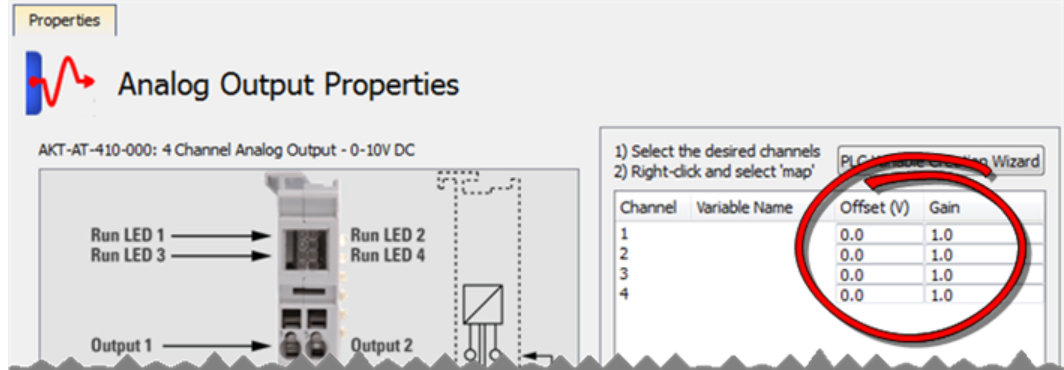 Properties
Analog Output Properties
AKT-AT-410-000: 4 Channel Analog Output - 0-10V DC
Run LED 1
Run LED 2
Run LED 3
Run LED 4
Output 1
Output 2
1) Select the desired channels
2) Right-click and select 'map'
PLC Variable Creation Wizard
Channel Variable Name Offset (V) Gain
1 0.0 1.0
2 0.0 1.0
3 0.0 1.0
4 0.0 1.0